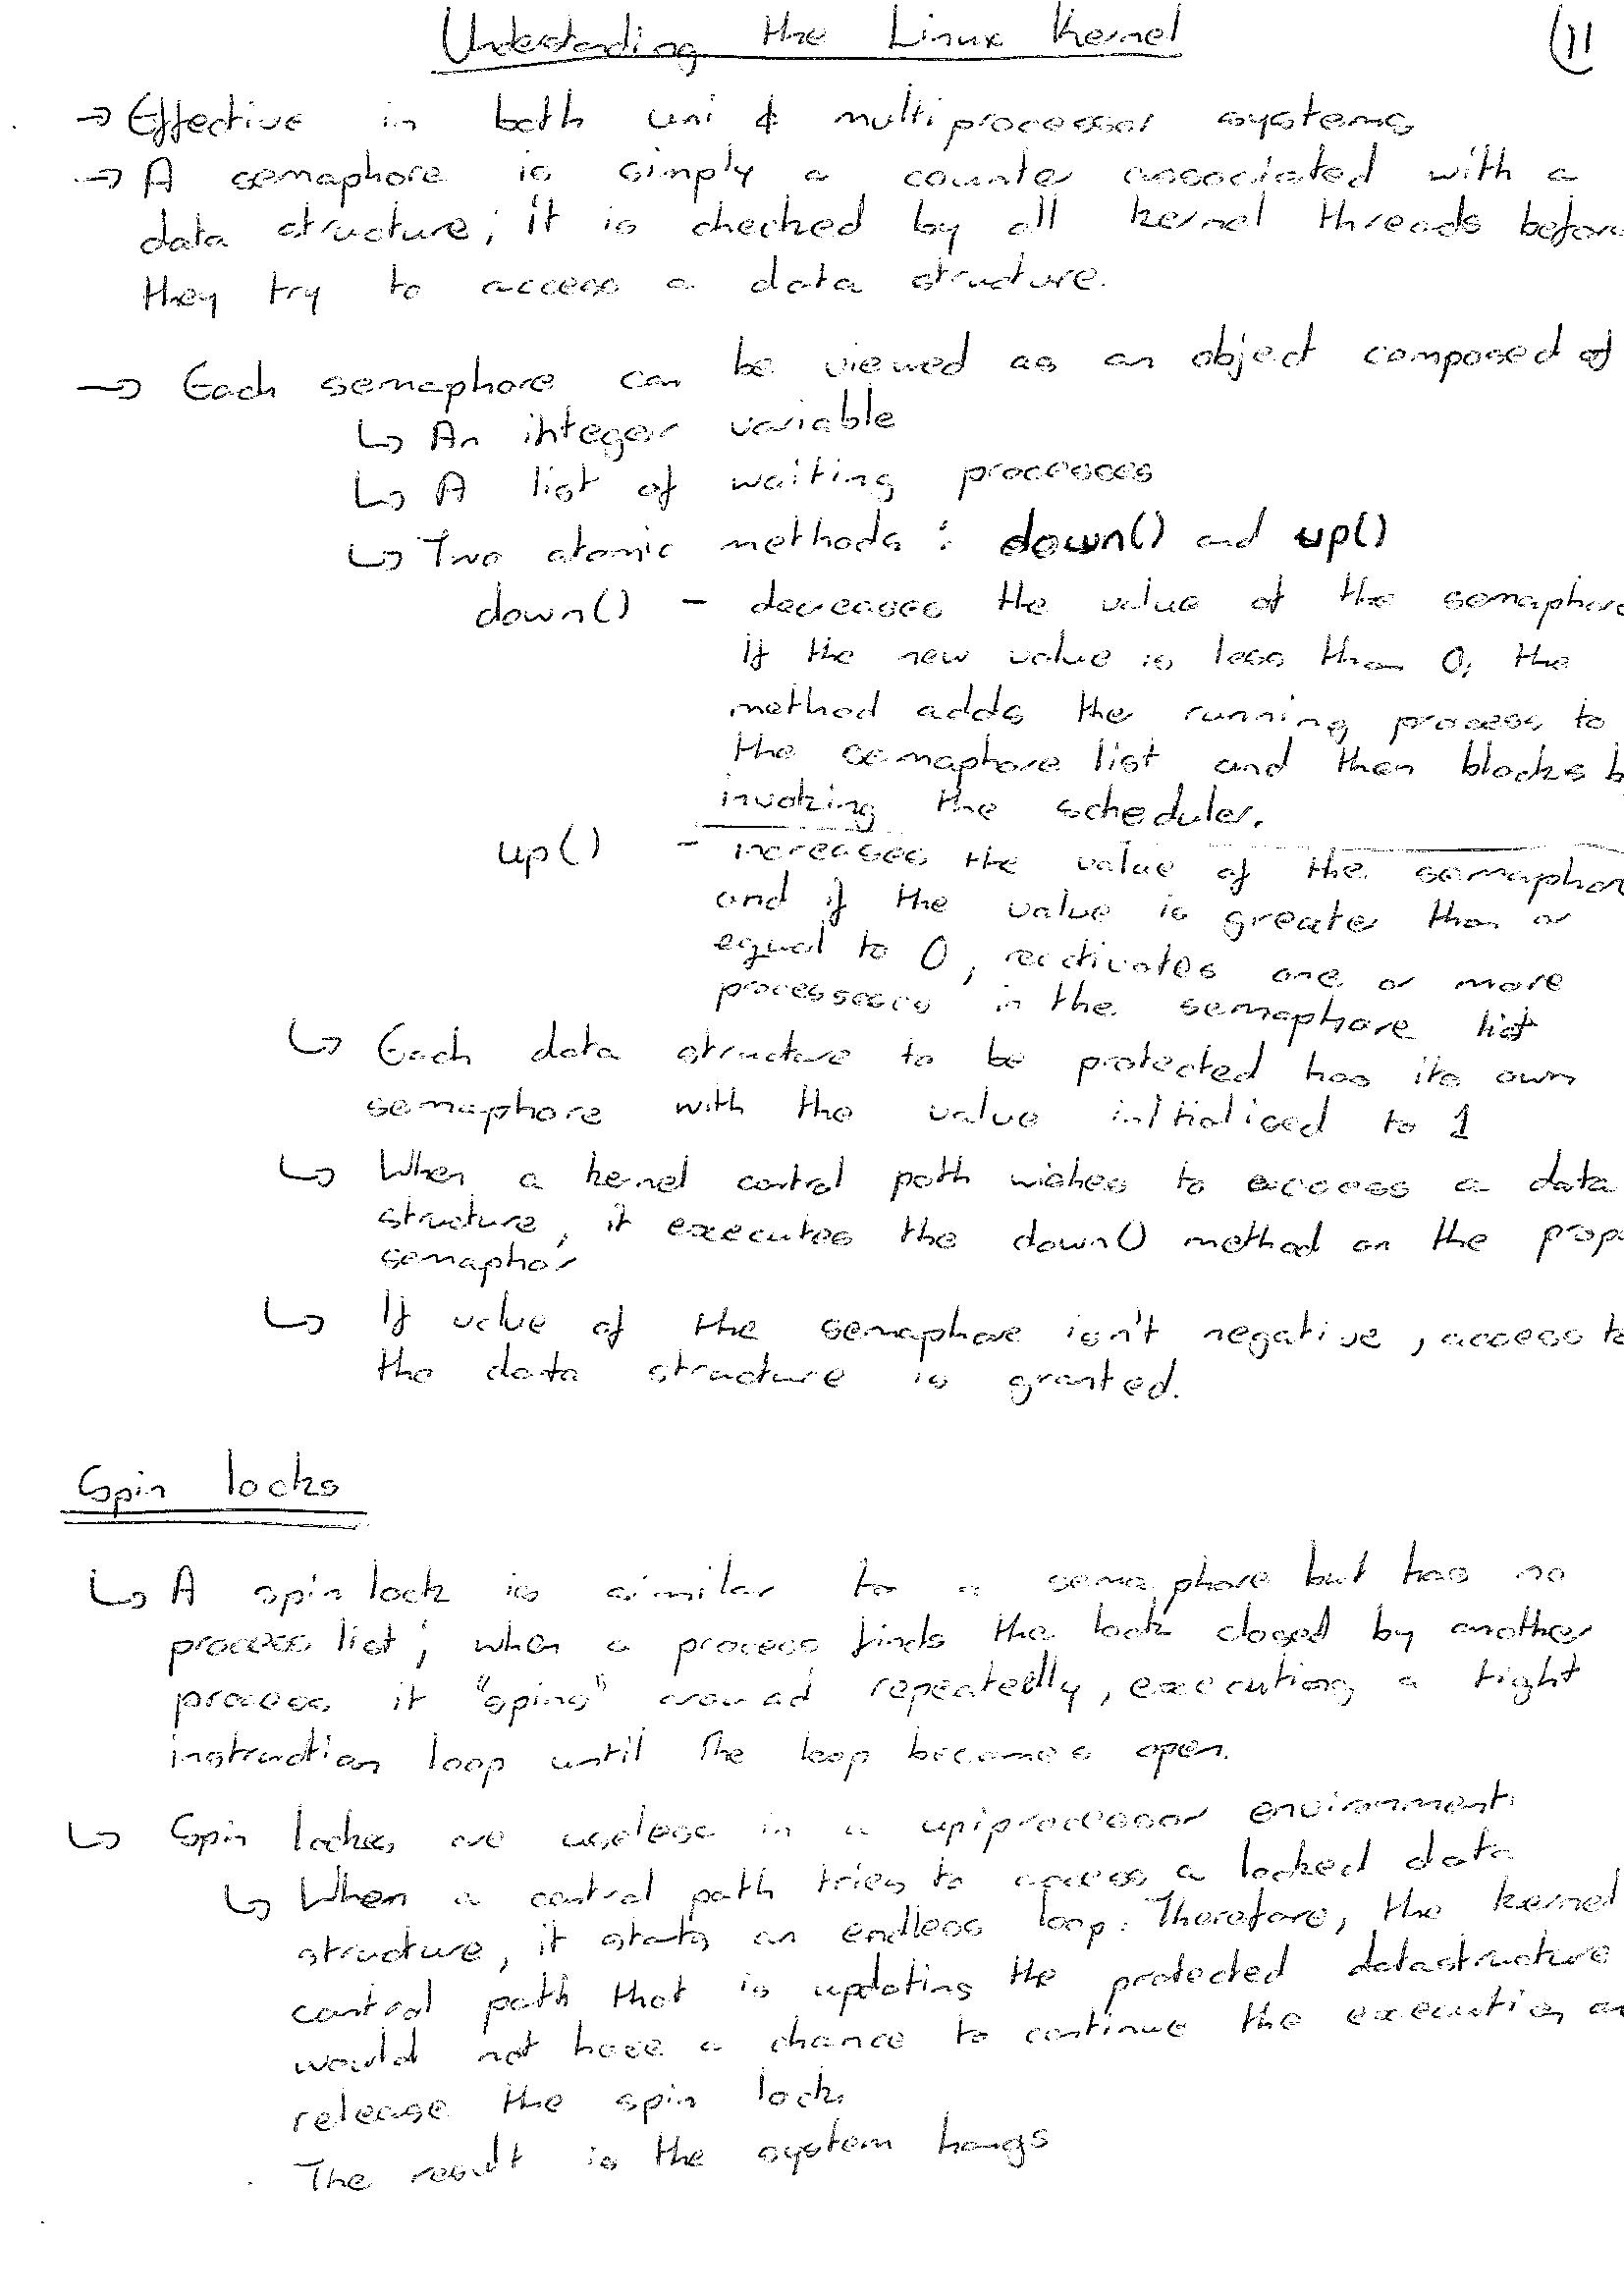 Understanding the Linux Kernel
11
→ Effective in both uni & multiprocessor systems
→ A semaphore is simply a counter associated with a
data structure; it is checked by all kernel threads before
they try to access a data structure.
→ Each semaphore can be viewed as an object composed of
↳ An integer variable
↳ A list of waiting processes
↳ Two atomic methods : down() and up()
down() - decreases the value of the semaphore
If the new value is less than 0, the
method adds the running process to
the semaphore list and then blocks by
invoking the scheduler.
up() - increases the value of the semaphore
and if the value is greater than or
equal to 0, reactivates one or more
processes in the semaphore list
↳ Each data structure to be protected has its own
semaphore with the value initialised to 1
↳ When a kernel control path wishes to access a data
structure, it executes the down() method on the prop
semaphor
↳ If value of the semaphore isn't negative, access to
the data structure is granted.
Spin locks
↳ A spin lock is similar to a semaphore but has no
process list; when a process finds the lock closed by another
process it "spins" around repeatedly, executing a tight
instruction loop until the loop becomes open.
↳ Spin locks are useless in a uniprocessor environment
↳ When a control path tries to access a locked data
structure, it starts an endless loop. Therefore, the kernel
control path that is updating the protected datastructure
would not have a chance to continue the execution an
release the spin lock
The result is the system hangs